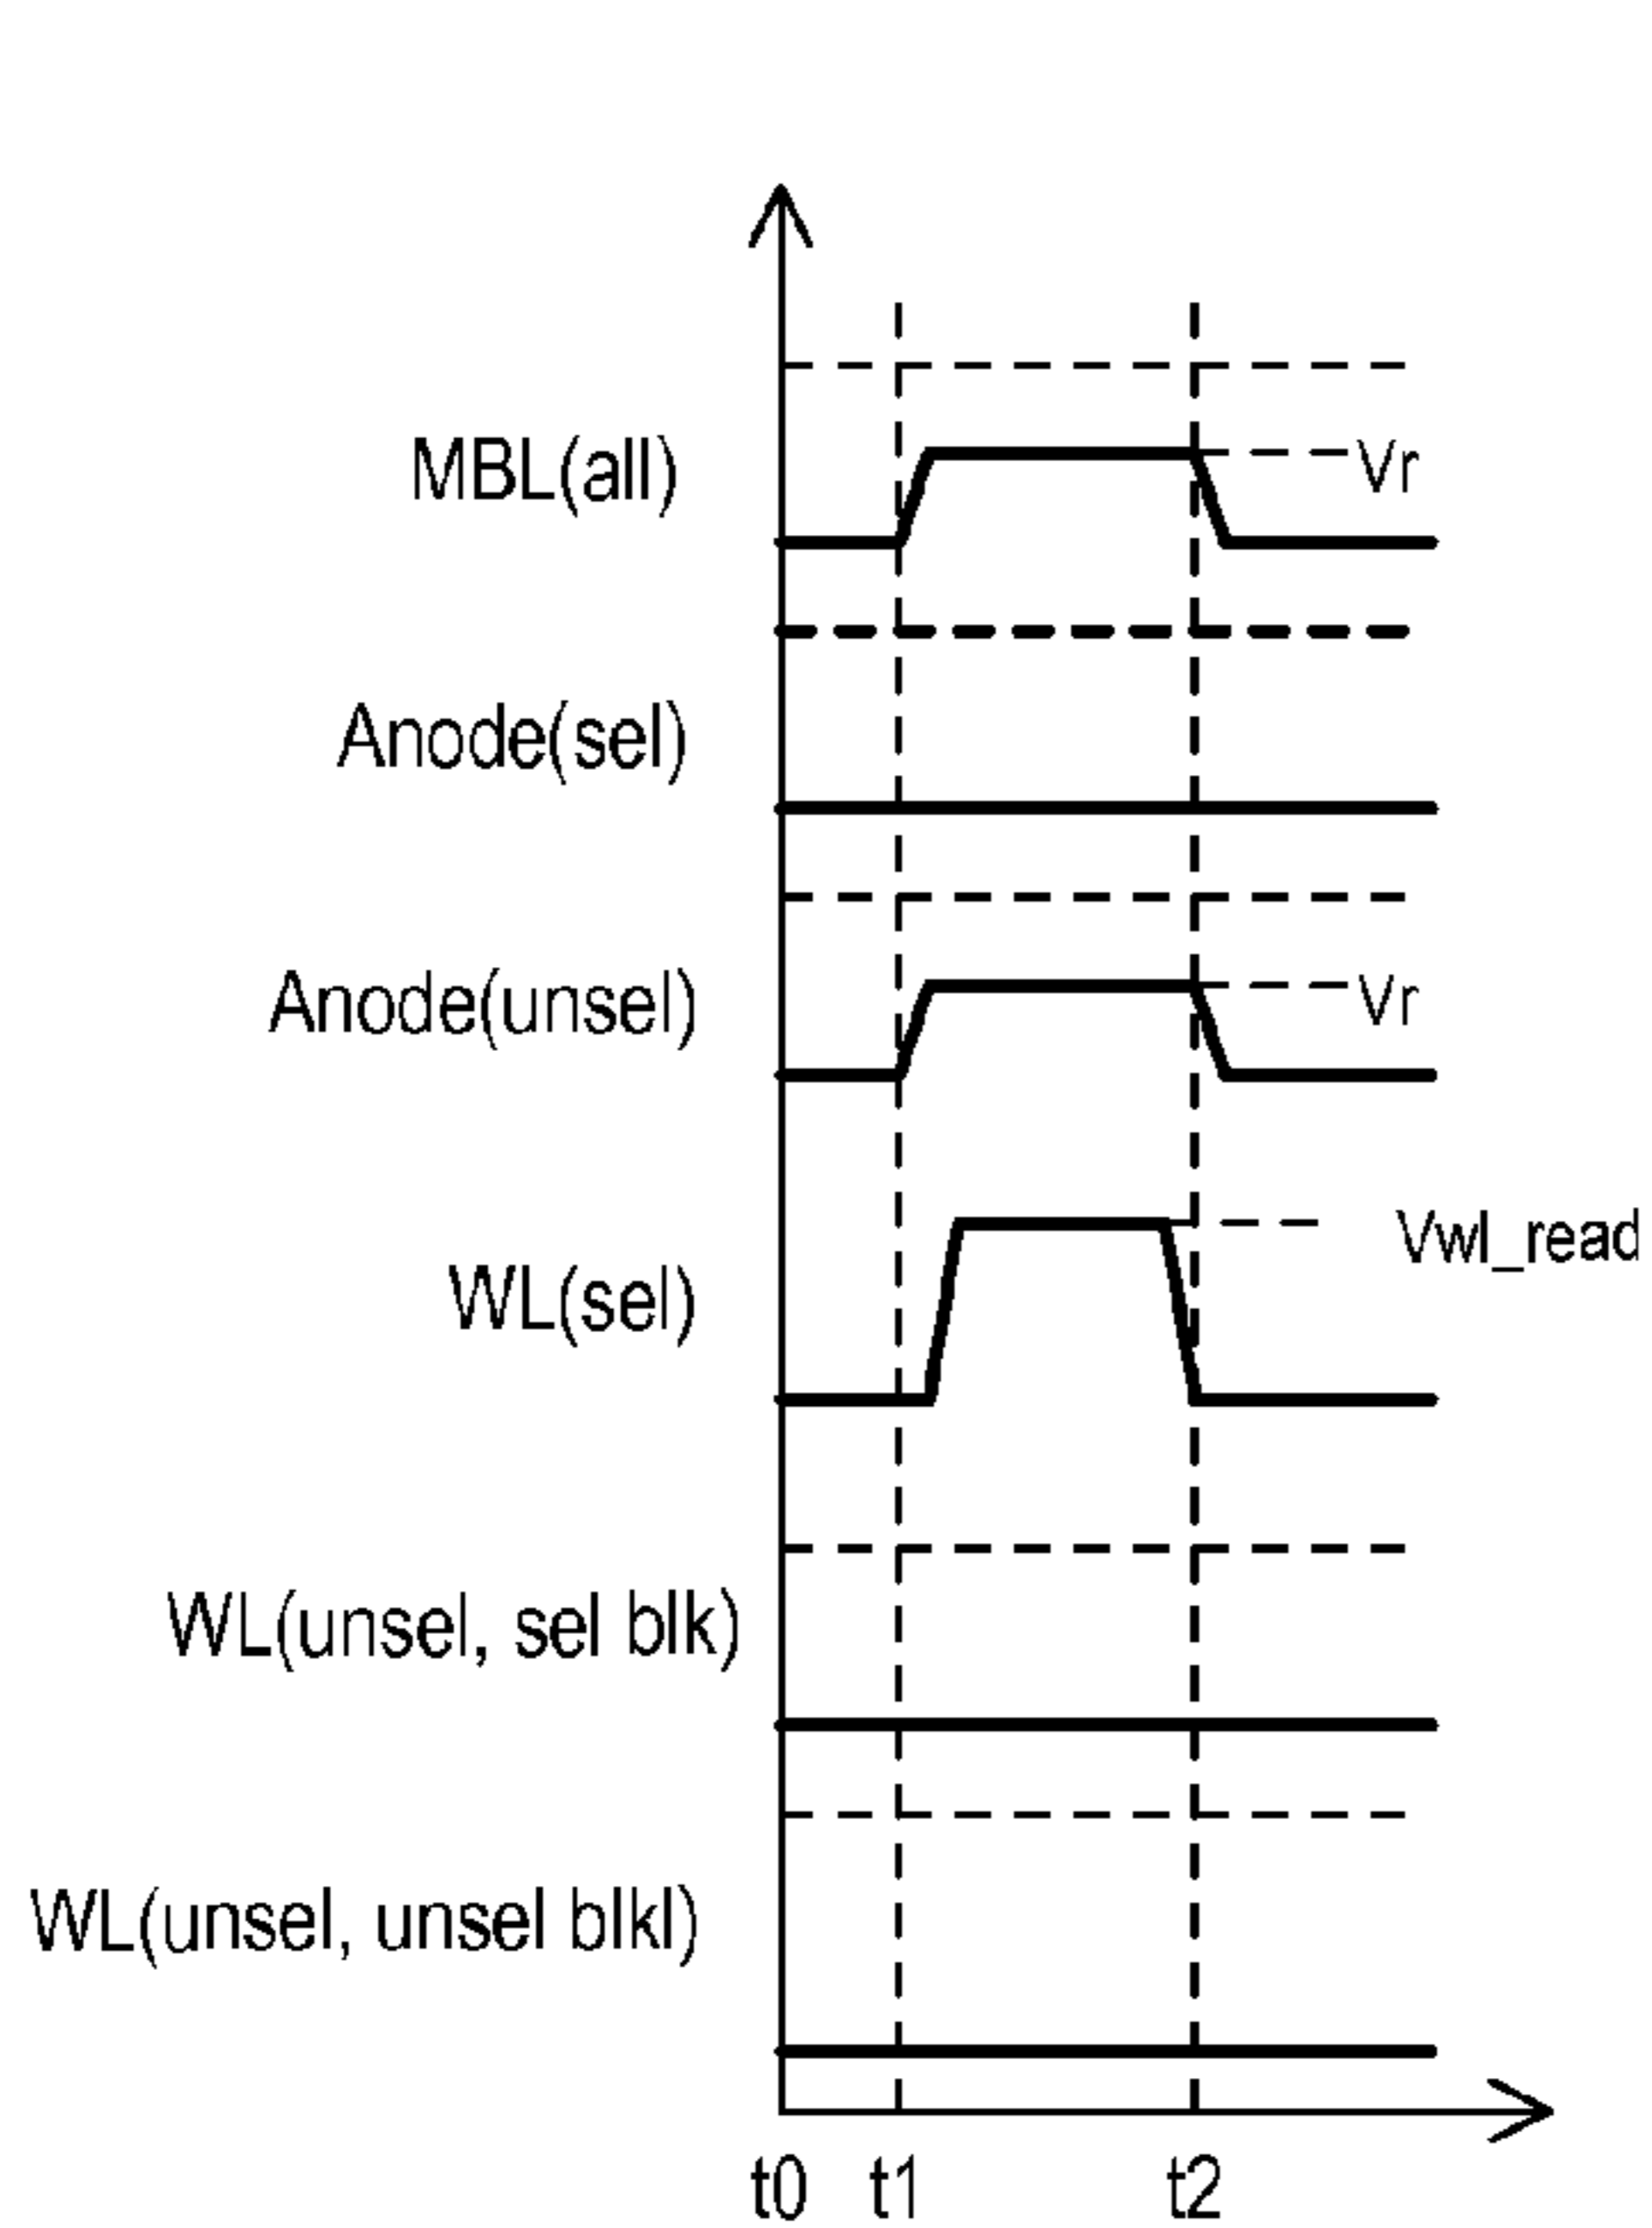 MBL(all)
Vr
Anode(sel)
Anode(unsel)
Vr
WL(sel)
Vwl_read
WL(unsel, sel blk)
WL(unsel, unsel blkl)
t0 t1 t2